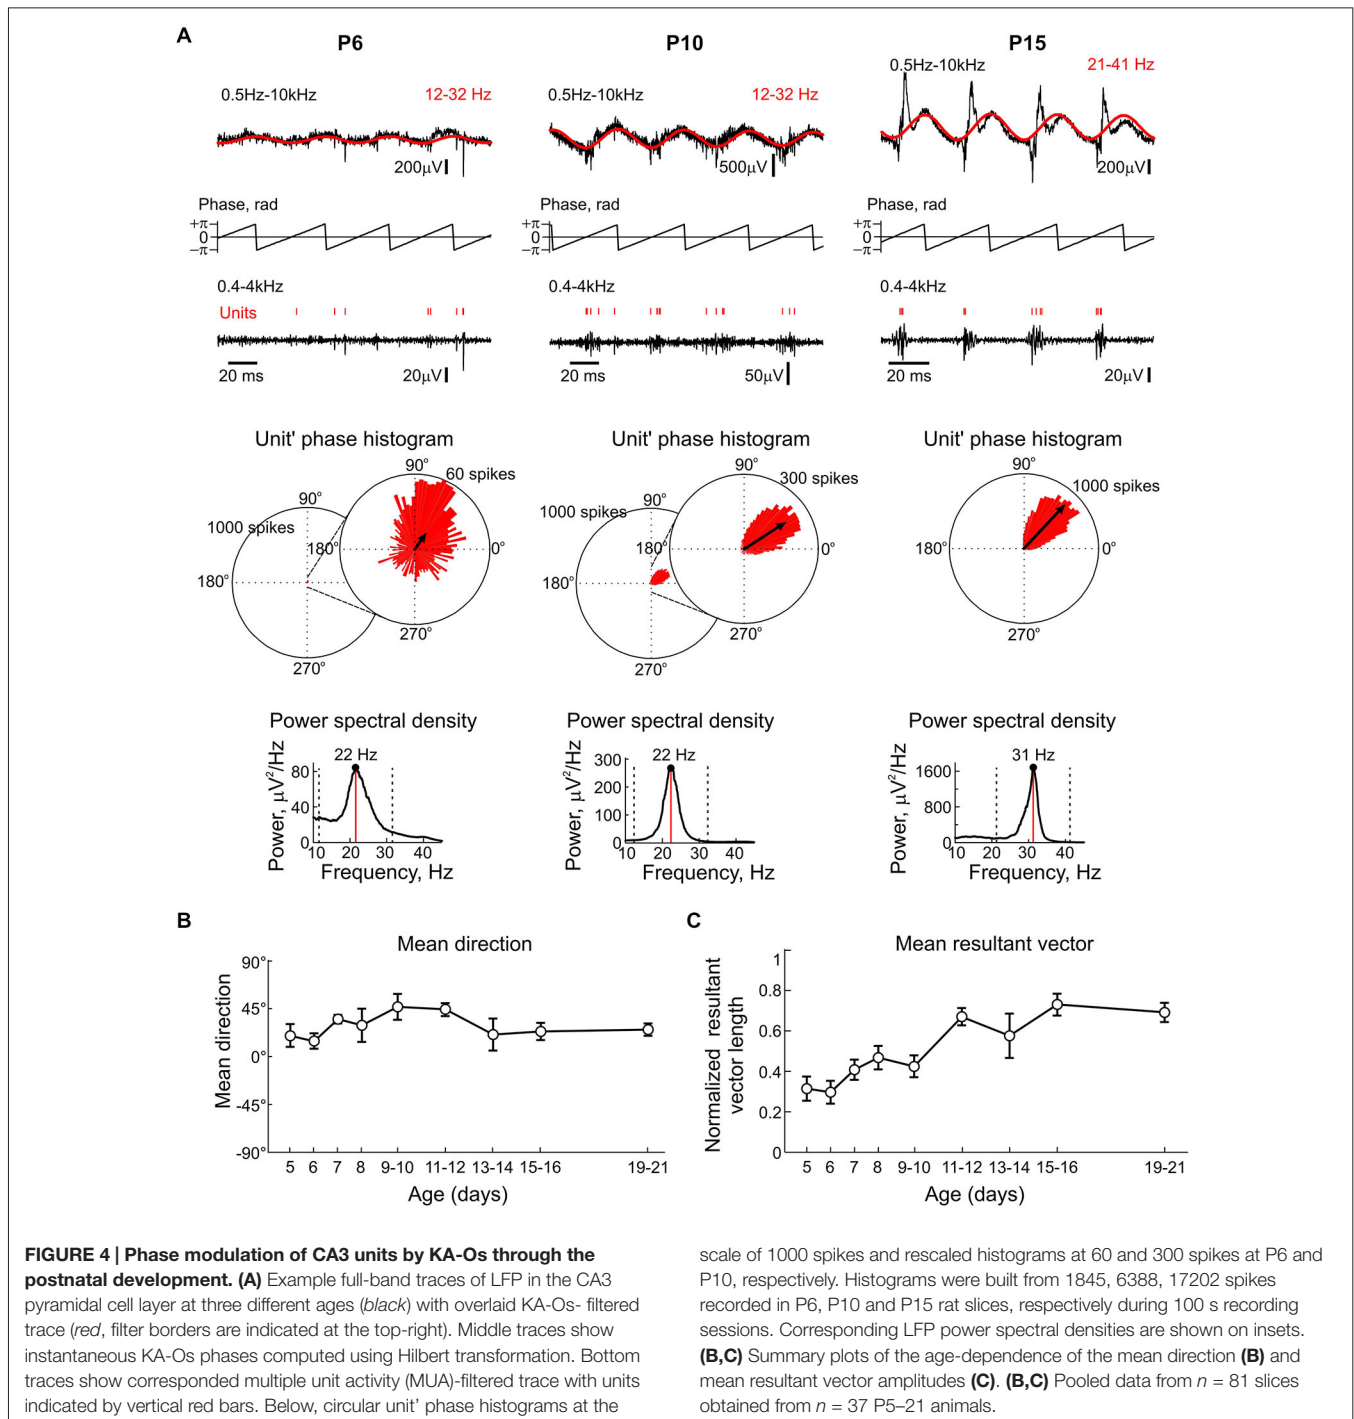 A
P6
P10
P15
0.5Hz-10kHz
12-32 Hz
0.5Hz-10kHz
12-32 Hz
0.5Hz-10kHz
21-41 Hz
200μV
500μV
200μV
Phase, rad
Phase, rad
Phase, rad
+π
0
−π
+π
0
−π
+π
0
−π
0.4-4kHz
0.4-4kHz
0.4-4kHz
Units
20 ms
20μV
20 ms
50μV
20 ms
20μV
Unit' phase histogram
Unit' phase histogram
Unit' phase histogram
90°
60 spikes
180°
0°
270°
90°
1000 spikes
180°
270°
90°
300 spikes
180°
0°
270°
90°
1000 spikes
180°
270°
90°
1000 spikes
180°
0°
270°
Power spectral density
Power spectral density
Power spectral density
Power, μV²/Hz
22 Hz
80
40
0
10 20 30 40
Frequency, Hz
Power, μV²/Hz
22 Hz
300
200
100
0
10 20 30 40
Frequency, Hz
Power, μV²/Hz
31 Hz
1600
800
0
10 20 30 40
Frequency, Hz
B
Mean direction
Mean direction
90°
45°
0°
-45°
-90°
5 6 7 8 9-10 11-12 13-14 15-16 19-21
Age (days)
C
Mean resultant vector
Normalized resultant
vector length
1
0.8
0.6
0.4
0.2
0
5 6 7 8 9-10 11-12 13-14 15-16 19-21
Age (days)
FIGURE 4 | Phase modulation of CA3 units by KA-Os through the
postnatal development. (A) Example full-band traces of LFP in the CA3
pyramidal cell layer at three different ages (black) with overlaid KA-Os- filtered
trace (red, filter borders are indicated at the top-right). Middle traces show
instantaneous KA-Os phases computed using Hilbert transformation. Bottom
traces show corresponded multiple unit activity (MUA)-filtered trace with units
indicated by vertical red bars. Below, circular unit' phase histograms at the
scale of 1000 spikes and rescaled histograms at 60 and 300 spikes at P6 and
P10, respectively. Histograms were built from 1845, 6388, 17202 spikes
recorded in P6, P10 and P15 rat slices, respectively during 100 s recording
sessions. Corresponding LFP power spectral densities are shown on insets.
(B,C) Summary plots of the age-dependence of the mean direction (B) and
mean resultant vector amplitudes (C). (B,C) Pooled data from n = 81 slices
obtained from n = 37 P5–21 animals.